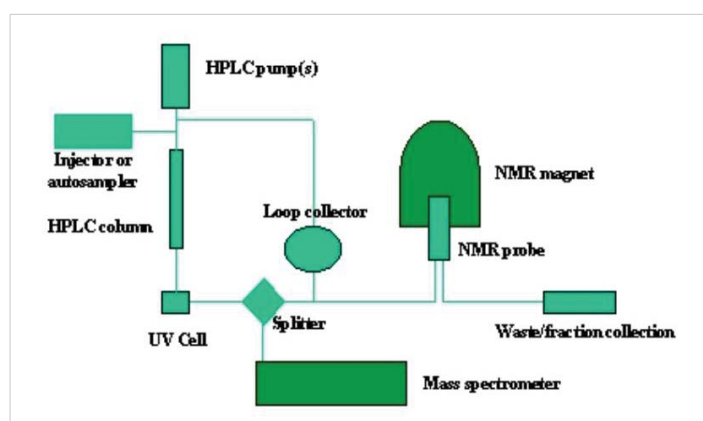 HPLC pump(s)
Injector or
autosampler
NMR magnet
HPLC column
Loop collector
NMR probe
Splitter
UV Cell
Waste/fraction collection
Mass spectrometer